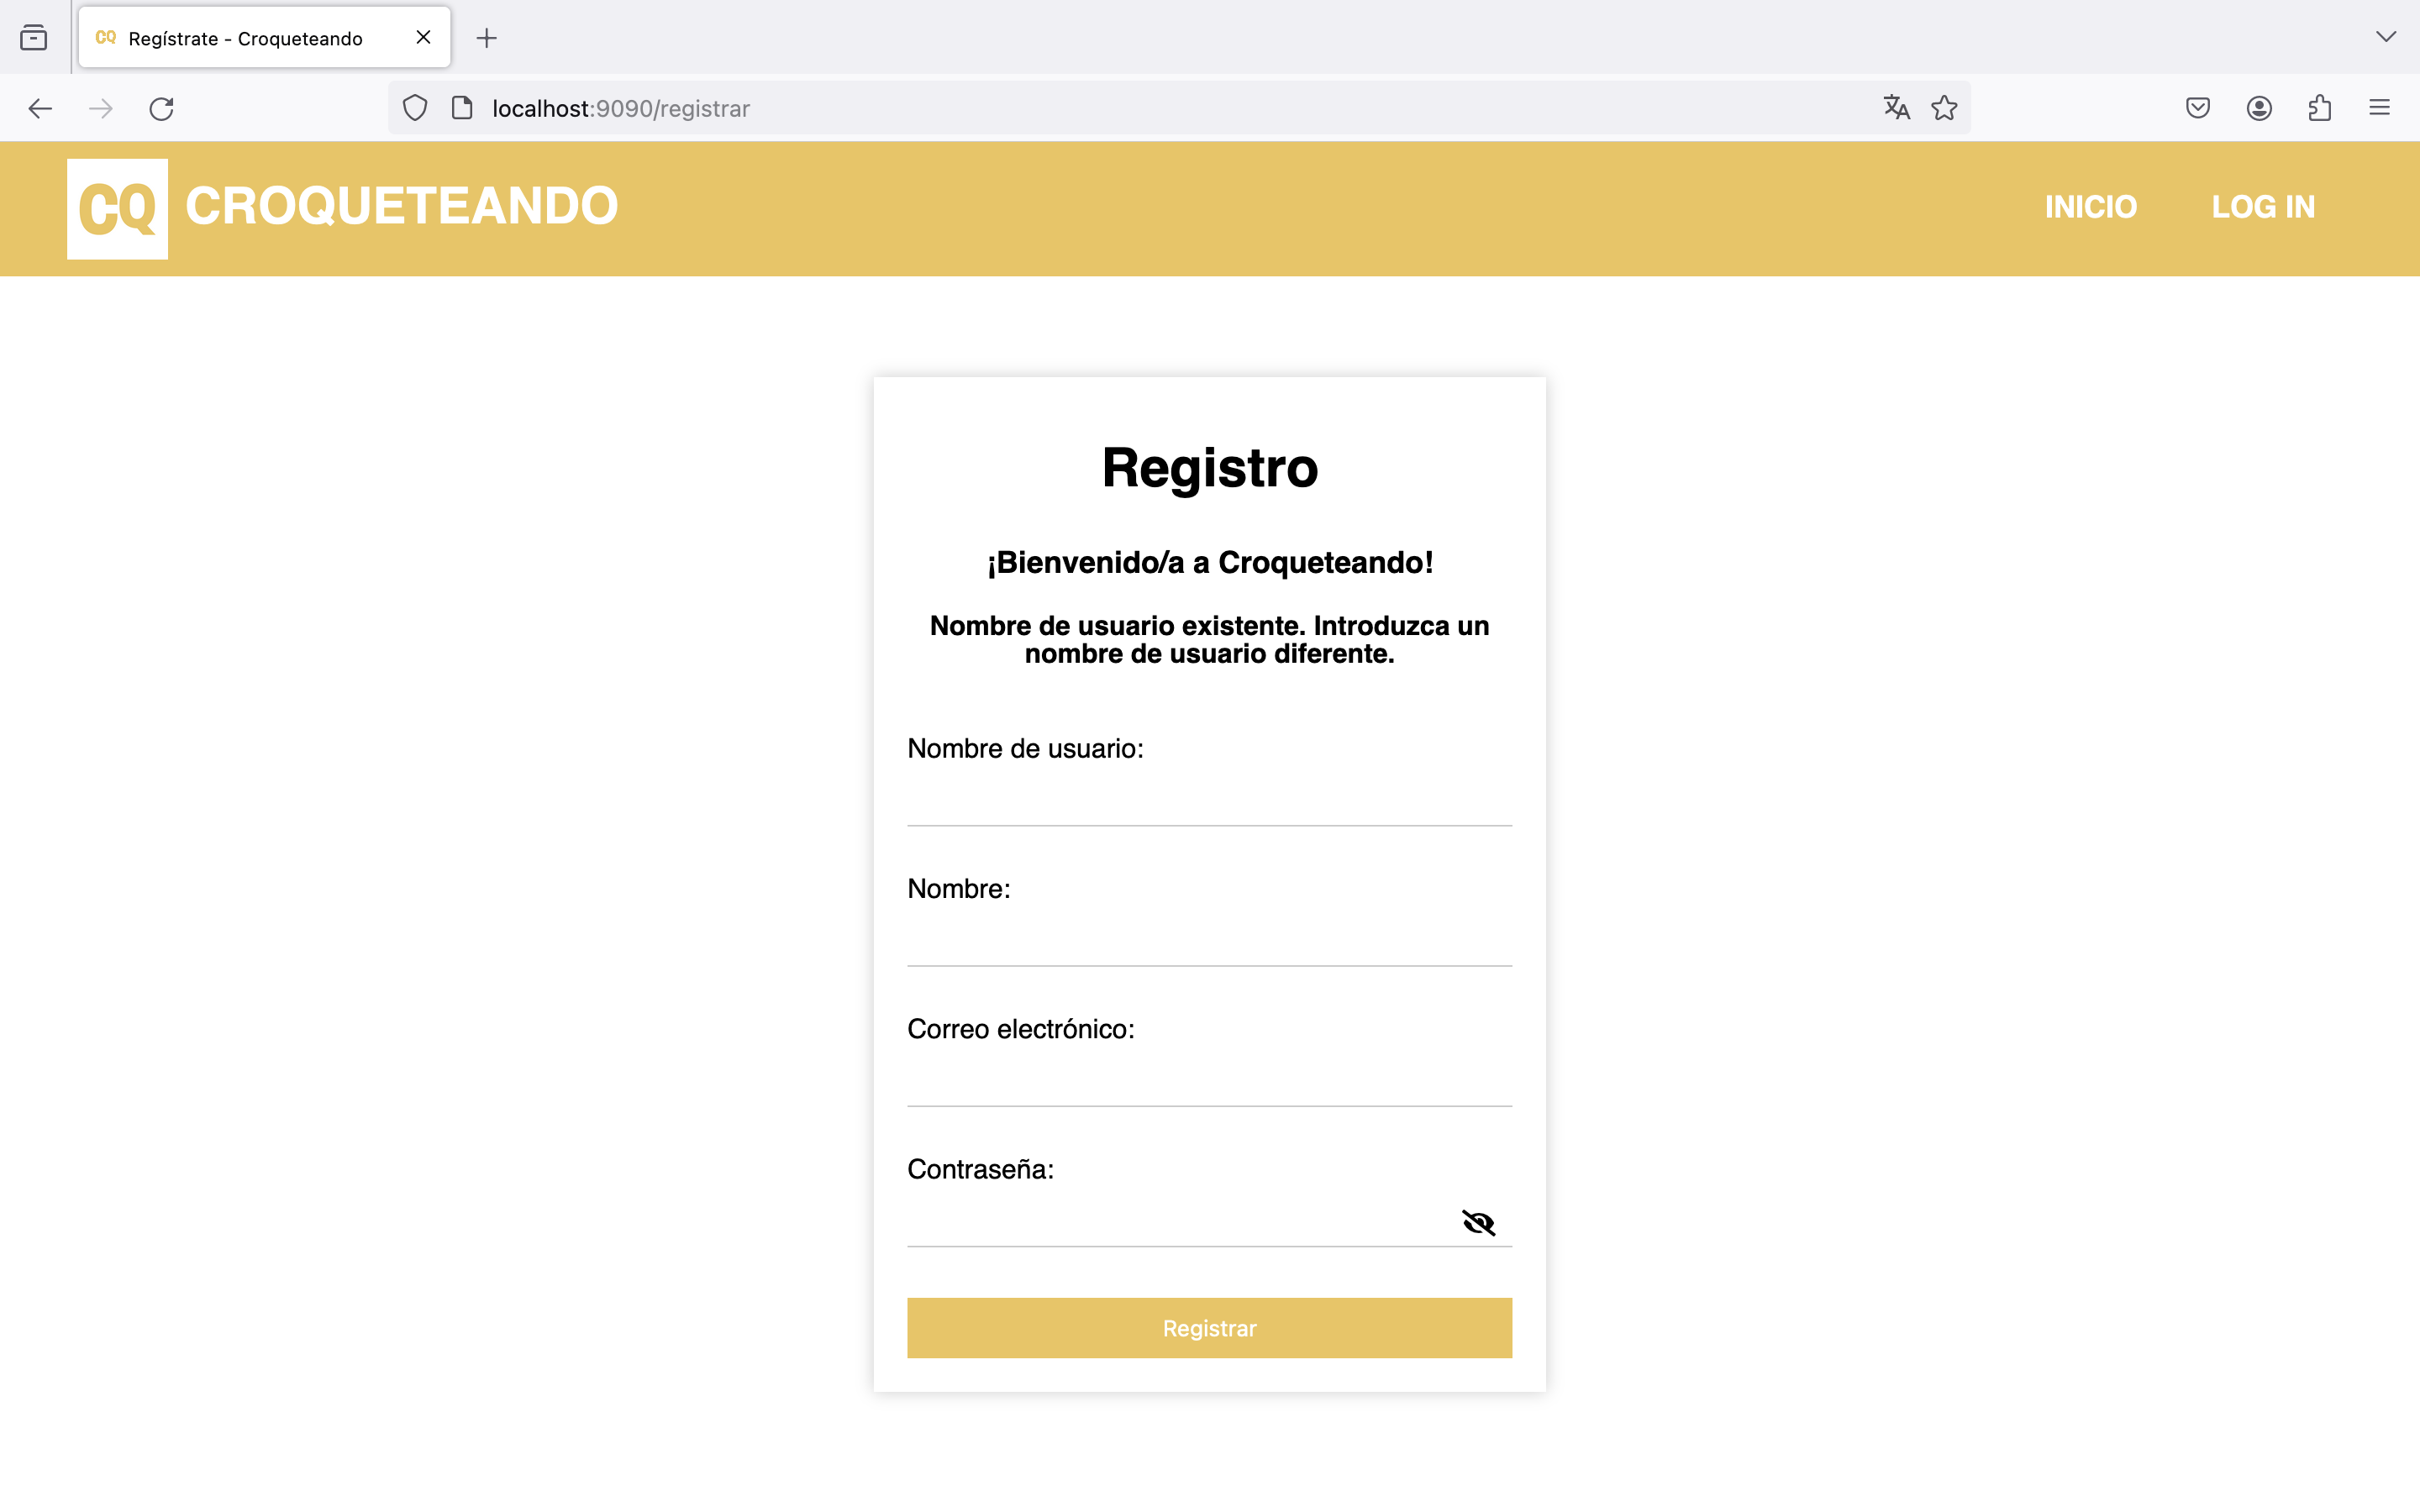 CQ Regístrate - Croqueteando
localhost:9090/registrar
CQ CROQUETEANDO
INICIO
LOG IN
Registro
¡Bienvenido/a a Croqueteando!
Nombre de usuario existente. Introduzca un
nombre de usuario diferente.
Nombre de usuario:
Nombre:
Correo electrónico:
Contraseña:
Registrar